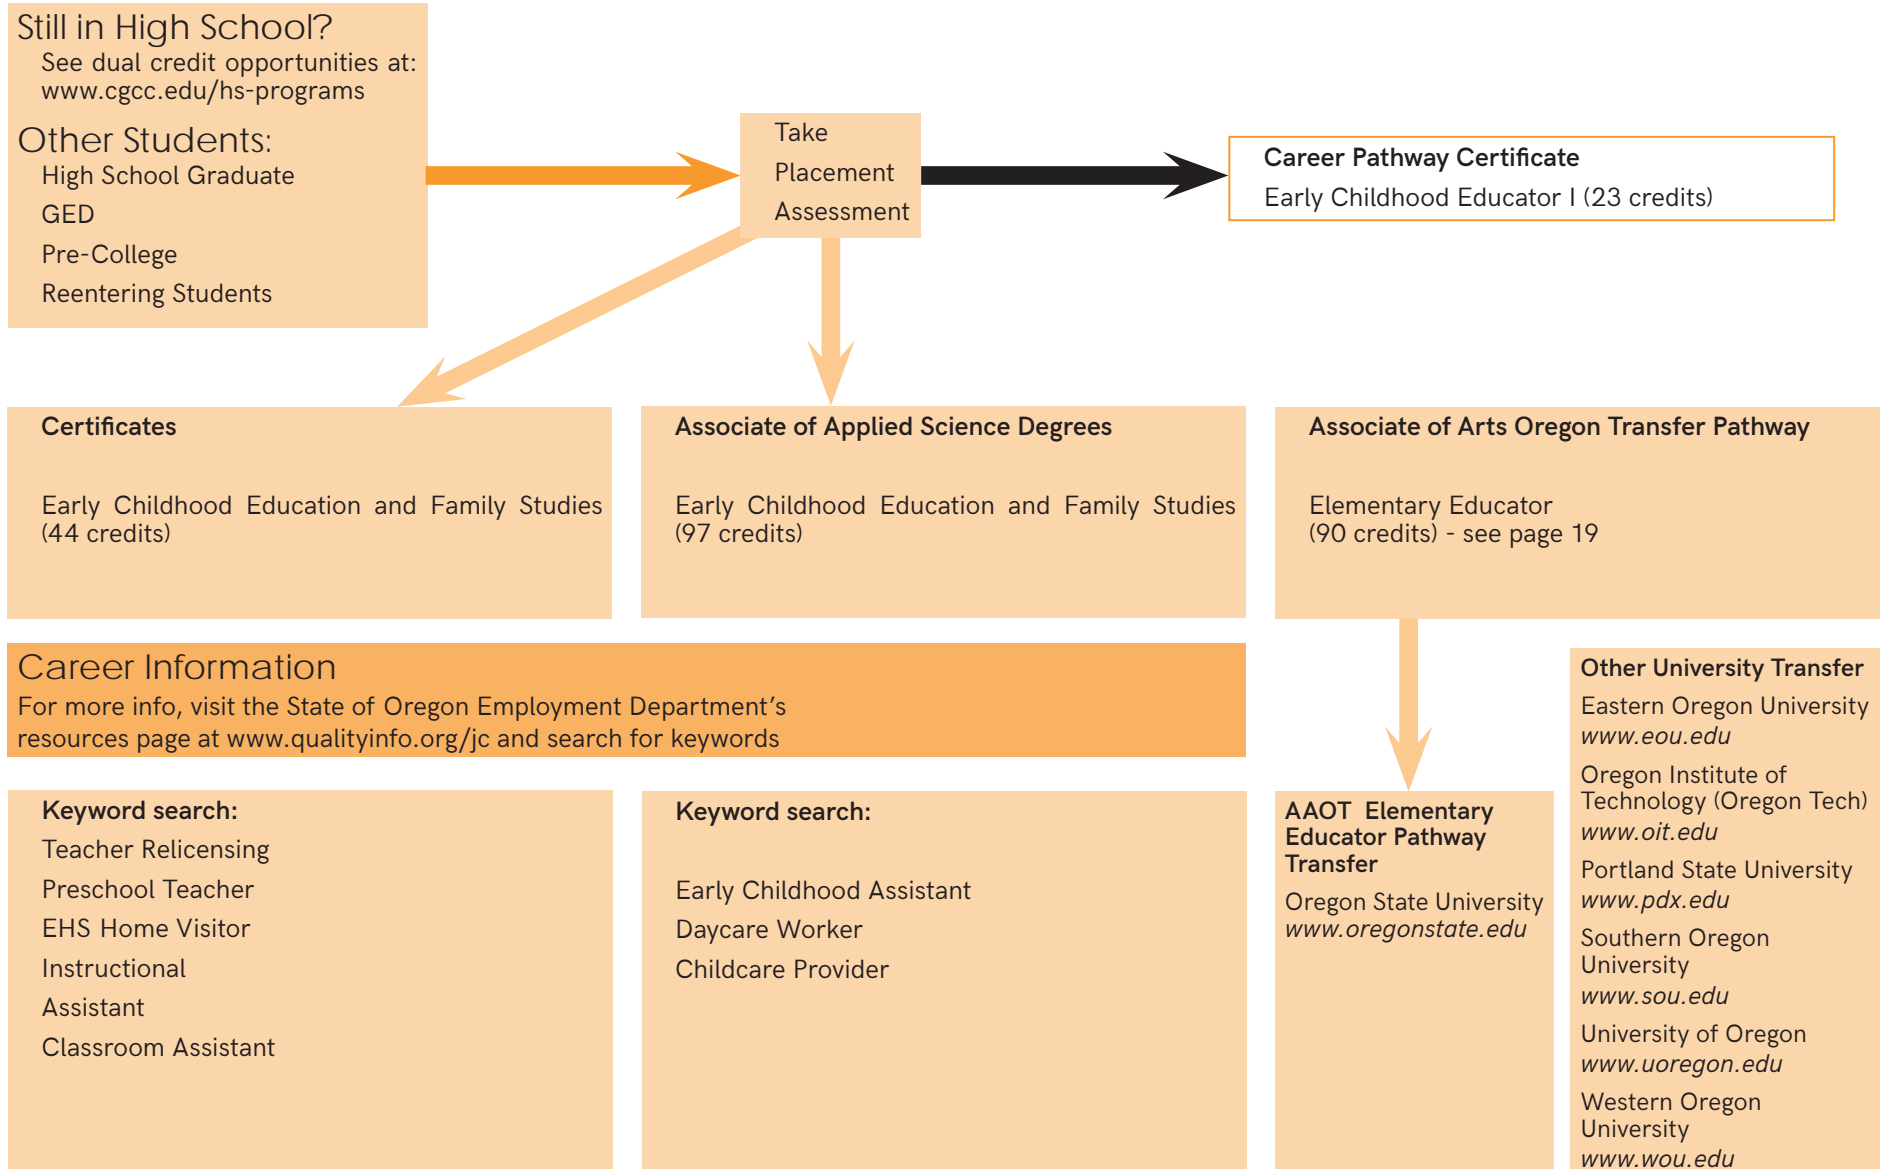 Still in High School?
See dual credit opportunities at:
www.cgcc.edu/hs-programs
Other Students:
High School Graduate
GED
Pre-College
Reentering Students
Take
Placement
Assessment
Career Pathway Certificate
Early Childhood Educator I (23 credits)
Certificates
Early Childhood Education and Family Studies
(44 credits)
Associate of Applied Science Degrees
Early Childhood Education and Family Studies
(97 credits)
Associate of Arts Oregon Transfer Pathway
Elementary Educator
(90 credits) - see page 19
Career Information
For more info, visit the State of Oregon Employment Department's
resources page at www.qualityinfo.org/jc and search for keywords
Keyword search:
Teacher Relicensing
Preschool Teacher
EHS Home Visitor
Instructional
Assistant
Classroom Assistant
Keyword search:
Early Childhood Assistant
Daycare Worker
Childcare Provider
AAOT Elementary
Educator Pathway
Transfer
Oregon State University
www.oregonstate.edu
Other University Transfer
Eastern Oregon University
www.eou.edu
Oregon Institute of
Technology (Oregon Tech)
www.oit.edu
Portland State University
www.pdx.edu
Southern Oregon
University
www.sou.edu
University of Oregon
www.uoregon.edu
Western Oregon
University
www.wou.edu